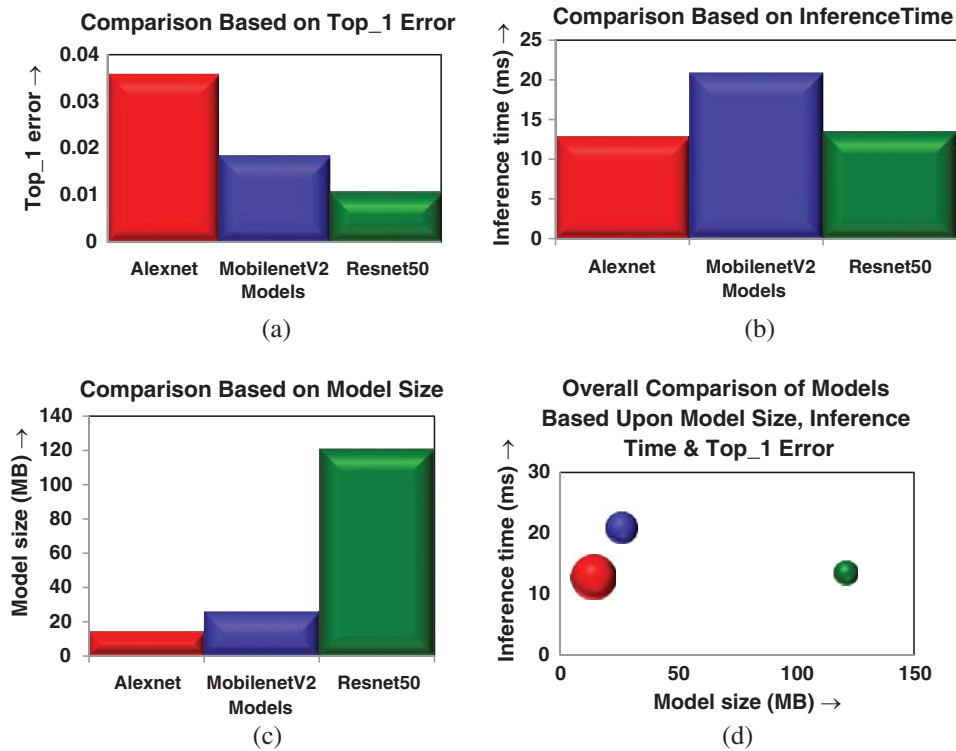 Comparison Based on Top_1 Error
Top_1 error →
0.04
0.03
0.02
0.01
0
Alexnet MobilenetV2 Resnet50
Models
(a)
Comparison Based on InferenceTime
Inference time (ms) →
25
20
15
10
5
0
Alexnet MobilenetV2 Resnet50
Models
(b)
Comparison Based on Model Size
Model size (MB) →
140
120
100
80
60
40
20
0
Alexnet MobilenetV2 Resnet50
Models
(c)
Overall Comparison of Models
Based Upon Model Size, Inference
Time & Top_1 Error
Inference time (ms) →
30
20
10
0
0 50 100 150
Model size (MB) →
(d)